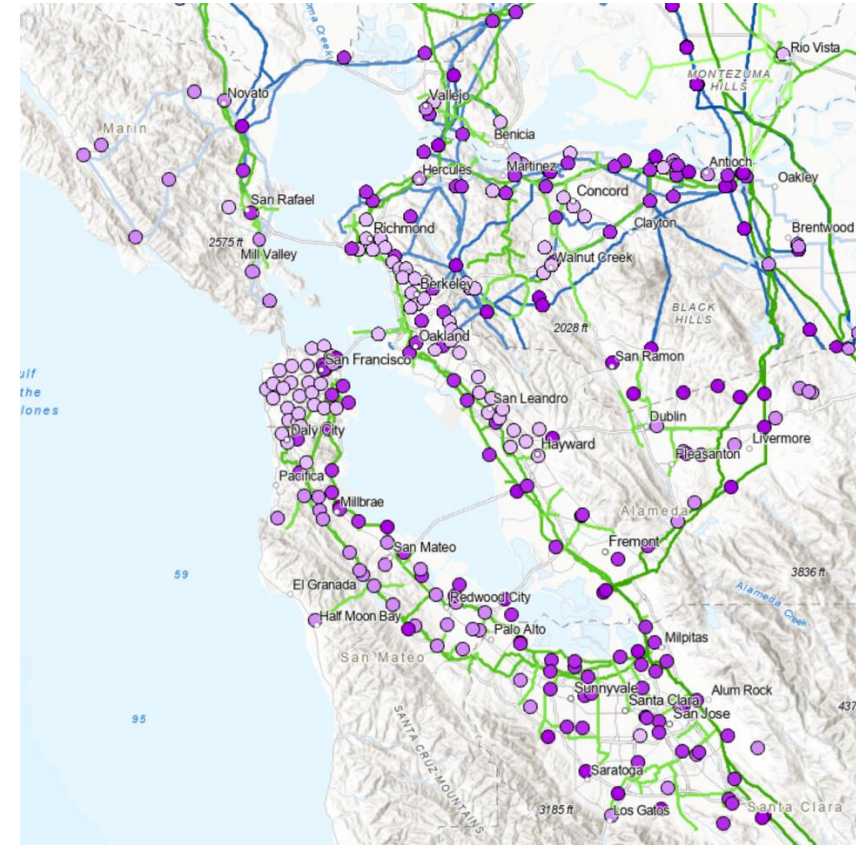 oma Creek
Rio Vista
MONTEZUMA
HILLS
Novato
Vallejo
Marin
Benicia
Hercules
Martinez
Antioch
Oakley
Concord
San Rafael
Richmond
Clayton
Brentwood
2575 ft
Mill Valley
Walnut Creek
Berkeley
BLACK
HILLS
2028 ft
Oakland
San Francisco
San Ramon
ulf
the
lones
San Leandro
Dublin
Daly City
Hayward
Livermore
Pleasanton
Pacifica
Millbrae
Alameda
San Mateo
Fremont
59
El Granada
3836 ft
Redwood City
Alameda Creek
Half Moon Bay
Palo Alto
Milpitas
San Mateo
Sunnyvale
Alum Rock
Santa Clara
437
95
San Jose
SANTA CRUZ MOUNTAINS
Saratoga
3185 ft
Los Gatos
Santa Clara